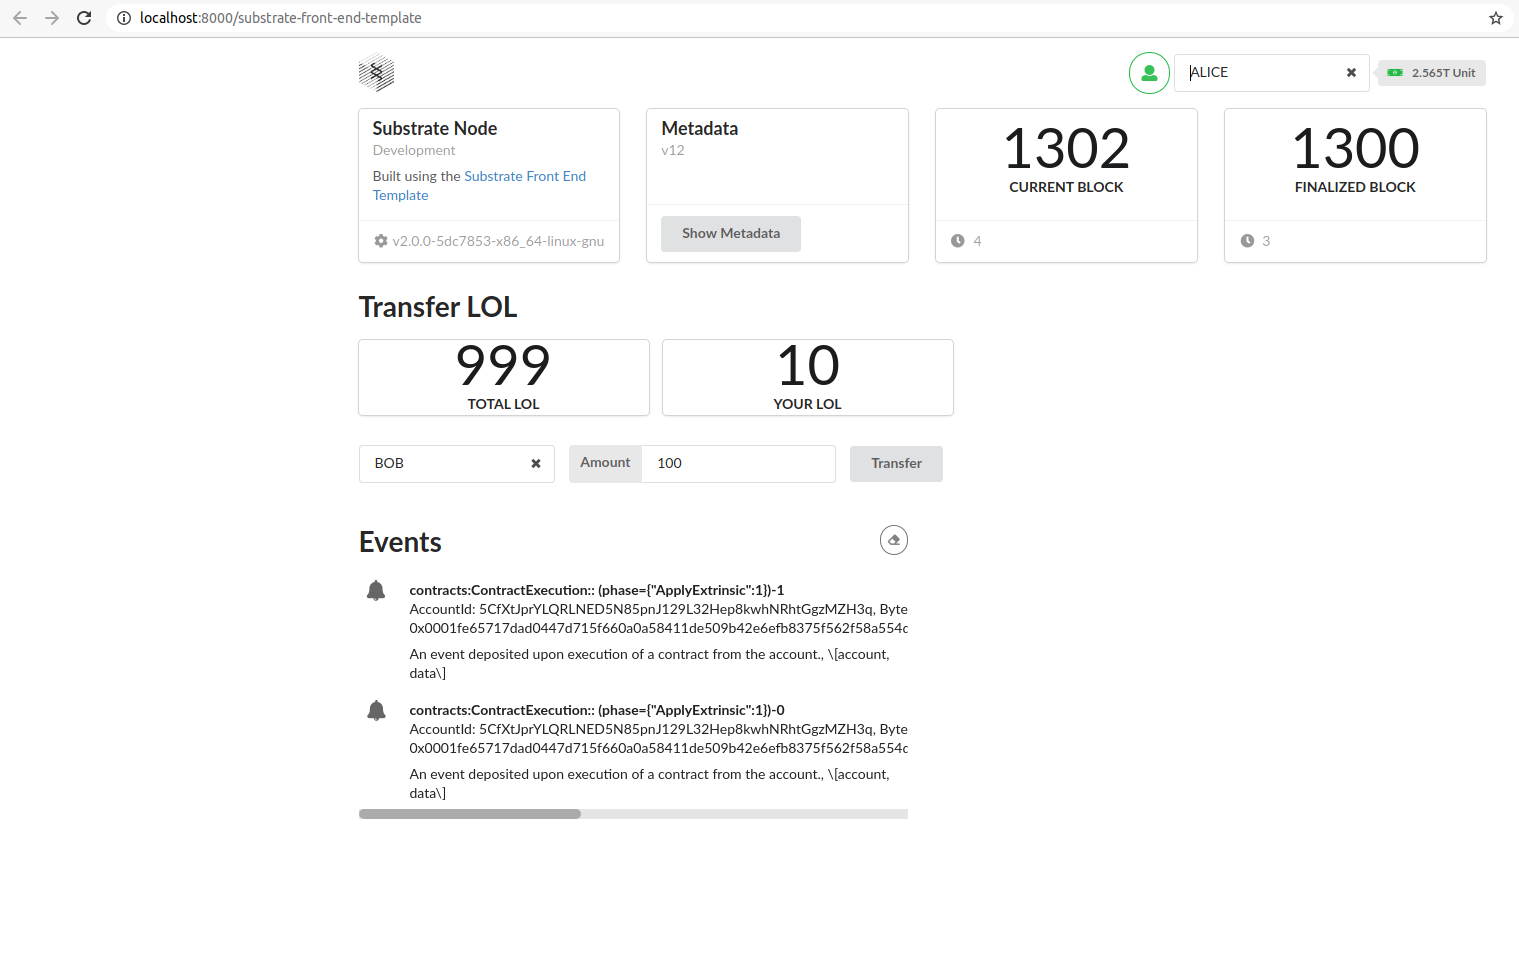 localhost:8000/substrate-front-end-template
ALICE
2.565T Unit
Substrate Node
Development
Built using the Substrate Front End
Template
v2.0.0-5dc7853-x86_64-linux-gnu
Metadata
v12
Show Metadata
1302
CURRENT BLOCK
4
1300
FINALIZED BLOCK
3
Transfer LOL
999
TOTAL LOL
10
YOUR LOL
BOB
Amount
100
Transfer
Events
contracts:ContractExecution:: (phase={"ApplyExtrinsic":1})-1
AccountId: 5CfXtJprYLQRLNED5N85pnJ129L32Hep8kwhNRhtGgzMZH3q, Byte
0x0001fe65717dad0447d715f660a0a58411de509b42e6efb8375f562f58a554c
An event deposited upon execution of a contract from the account., \[account,
data\]
contracts:ContractExecution:: (phase={"ApplyExtrinsic":1})-0
AccountId: 5CfXtJprYLQRLNED5N85pnJ129L32Hep8kwhNRhtGgzMZH3q, Byte
0x0001fe65717dad0447d715f660a0a58411de509b42e6efb8375f562f58a554c
An event deposited upon execution of a contract from the account., \[account,
data\]